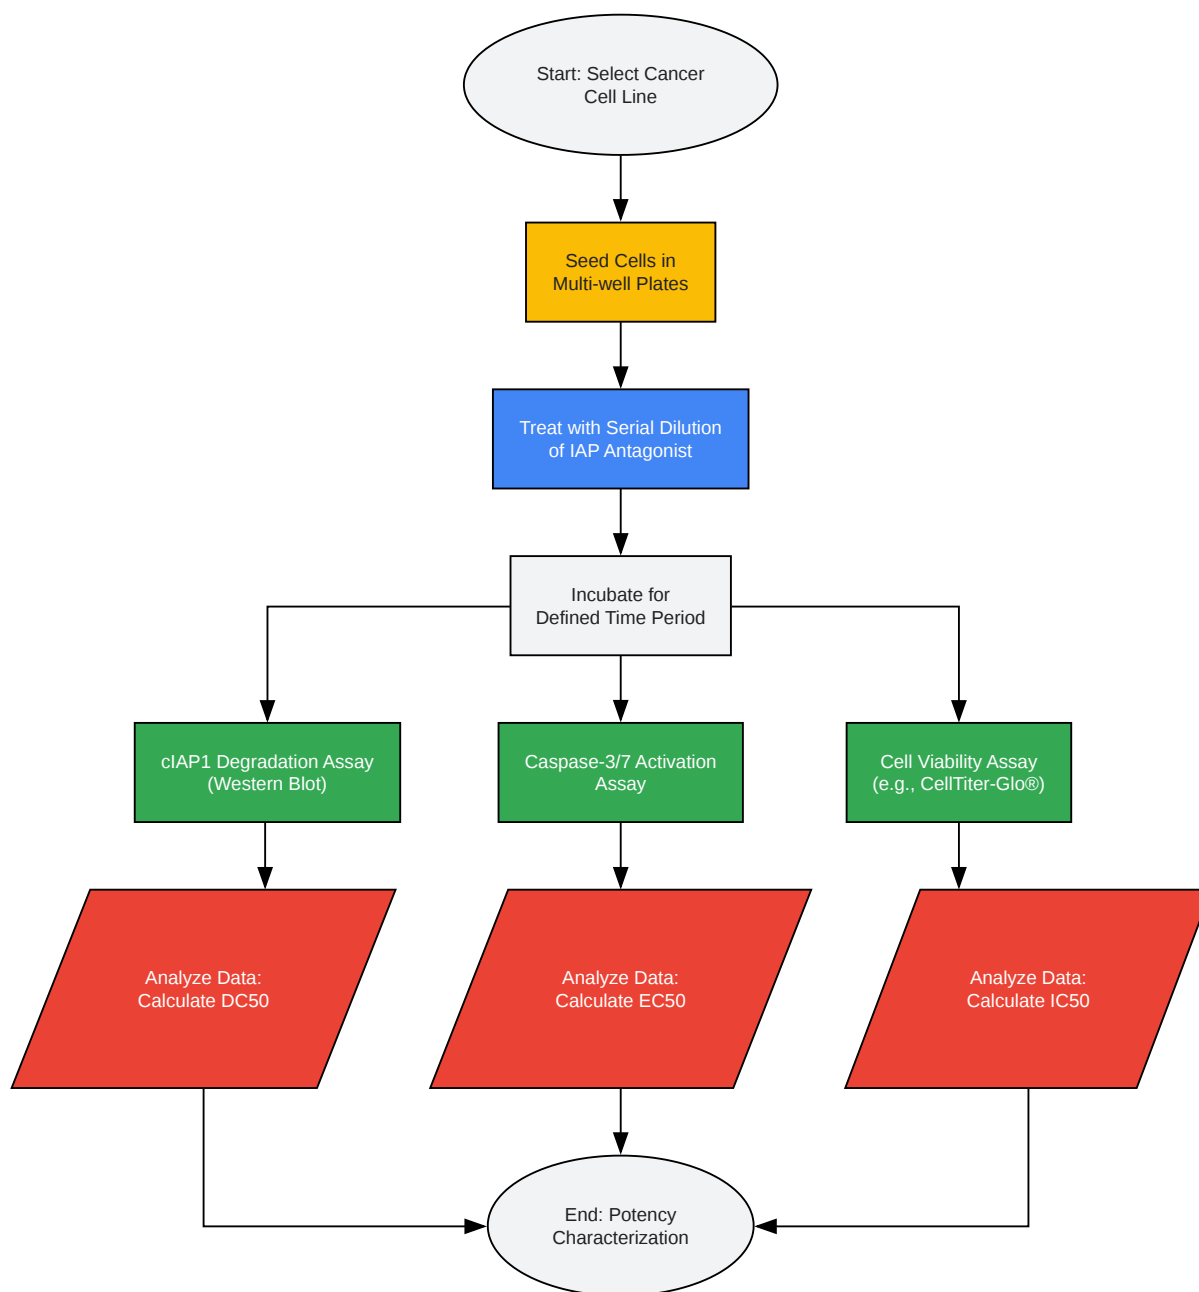 Start: Select Cancer
Cell Line
Seed Cells in
Multi-well Plates
Treat with Serial Dilution
of IAP Antagonist
Incubate for
Defined Time Period
cIAP1 Degradation Assay
(Western Blot)
Caspase-3/7 Activation
Assay
Cell Viability Assay
(e.g., CellTiter-Glo®)
Analyze Data:
Calculate DC50
Analyze Data:
Calculate EC50
Analyze Data:
Calculate IC50
End: Potency
Characterization